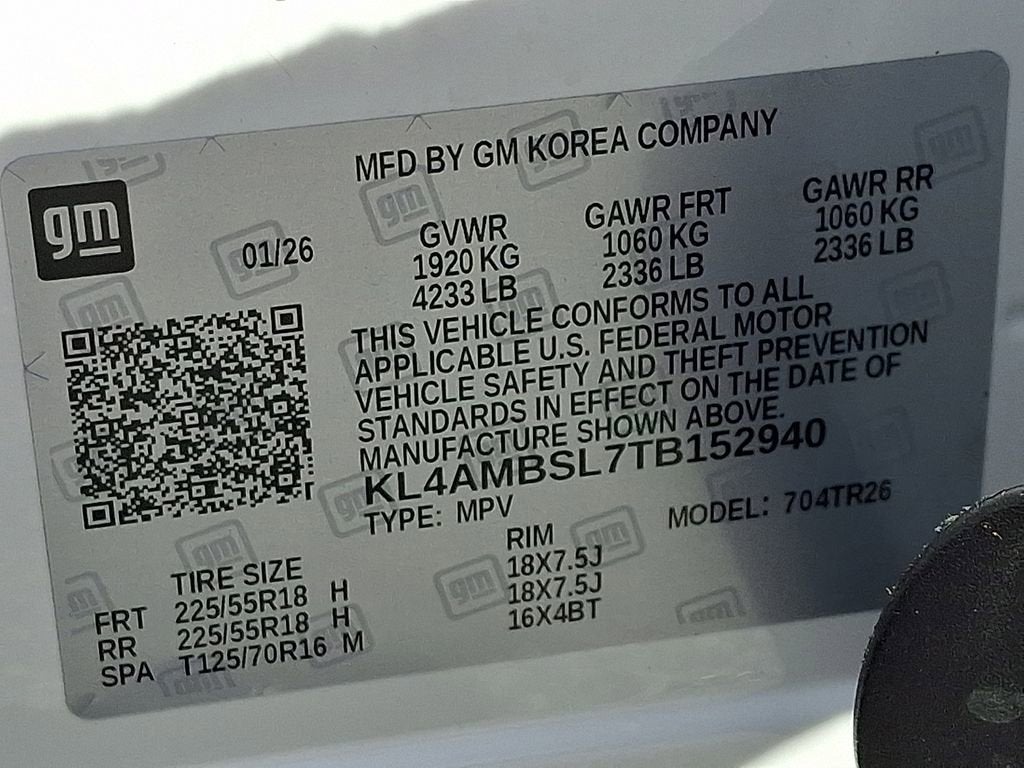 MFD BY GM KOREA COMPANY
gm
01/26
GVWR
1920 KG
4233 LB
GAWR FRT
1060 KG
2336 LB
GAWR RR
1060 KG
2336 LB
THIS VEHICLE CONFORMS TO ALL
APPLICABLE U.S. FEDERAL MOTOR
VEHICLE SAFETY AND THEFT PREVENTION
STANDARDS IN EFFECT ON THE DATE OF
MANUFACTURE SHOWN ABOVE.
KL4AMBSL7TB152940
TYPE: MPV MODEL: 704TR26
TIRE SIZE RIM
FRT 225/55R18 H 18X7.5J
RR 225/55R18 H 18X7.5J
SPA T125/70R16 M 16X4BT